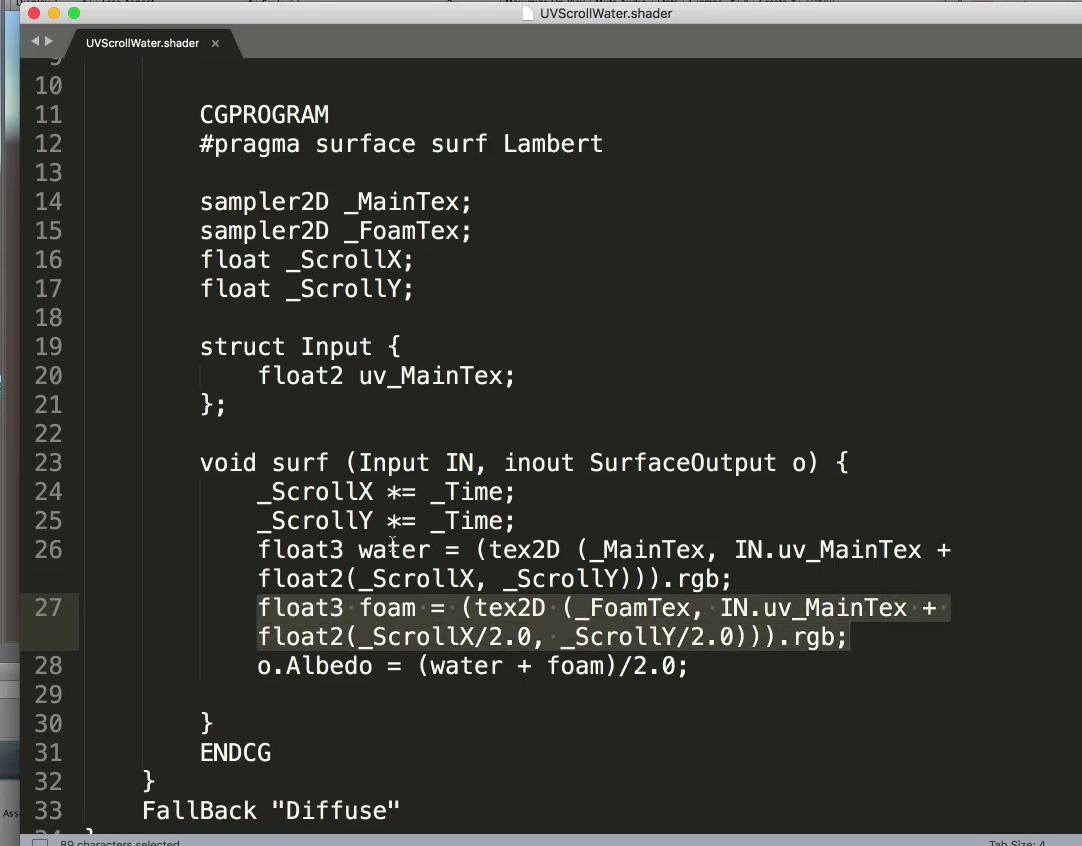 UVScrollWater.shader
UVScrollWater.shader ×
9
10
11 CGPROGRAM
12 #pragma surface surf Lambert
13
14 sampler2D _MainTex;
15 sampler2D _FoamTex;
16 float _ScrollX;
17 float _ScrollY;
18
19 struct Input {
20 float2 uv_MainTex;
21 };
22
23 void surf (Input IN, inout SurfaceOutput o) {
24 _ScrollX *= _Time;
25 _ScrollY *= _Time;
26 float3 water = (tex2D (_MainTex, IN.uv_MainTex +
float2(_ScrollX, _ScrollY))).rgb;
27 float3 foam = (tex2D (_FoamTex, IN.uv_MainTex +
float2(_ScrollX/2.0, _ScrollY/2.0))).rgb;
28 o.Albedo = (water + foam)/2.0;
29
30 }
31 ENDCG
32 }
Ass
33 FallBack "Diffuse"
34 }
89 characters selected
Tab Size: 4